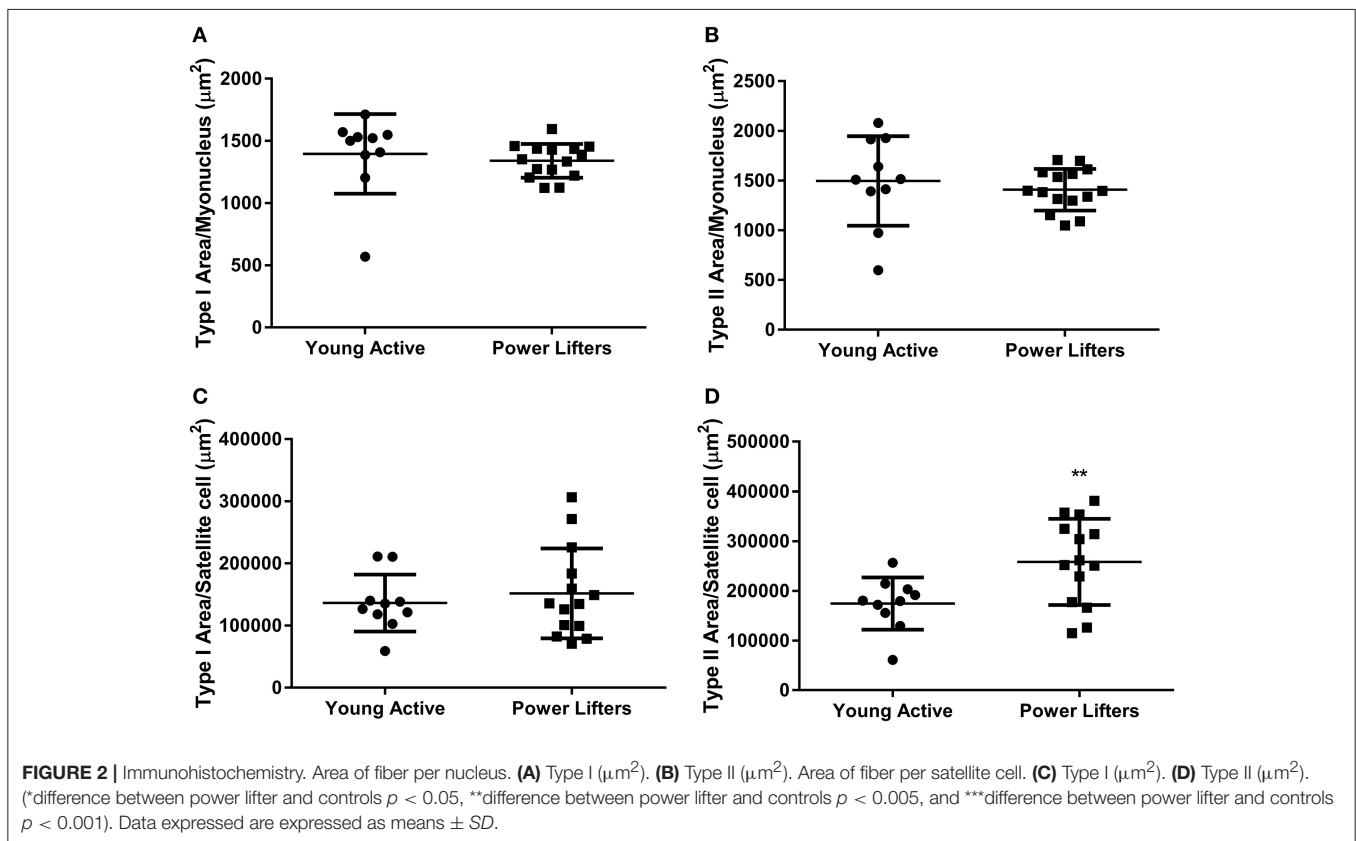 A
Type I Area/Myonucleus (μm²)
2000
1500
1000
500
0
Young Active
Power Lifters
B
Type II Area/Myonucleus (μm²)
2500
2000
1500
1000
500
0
Young Active
Power Lifters
C
Type I Area/Satellite cell (μm²)
400000
300000
200000
100000
0
Young Active
Power Lifters
D
Type II Area/Satellite cell (μm²)
500000
400000
300000
200000
100000
0
**
Young Active
Power Lifters
FIGURE 2 | Immunohistochemistry. Area of fiber per nucleus. (A) Type I (μm²). (B) Type II (μm²). Area of fiber per satellite cell. (C) Type I (μm²). (D) Type II (μm²).
(*difference between power lifter and controls p < 0.05, **difference between power lifter and controls p < 0.005, and ***difference between power lifter and controls
p < 0.001). Data expressed are expressed as means ± SD.